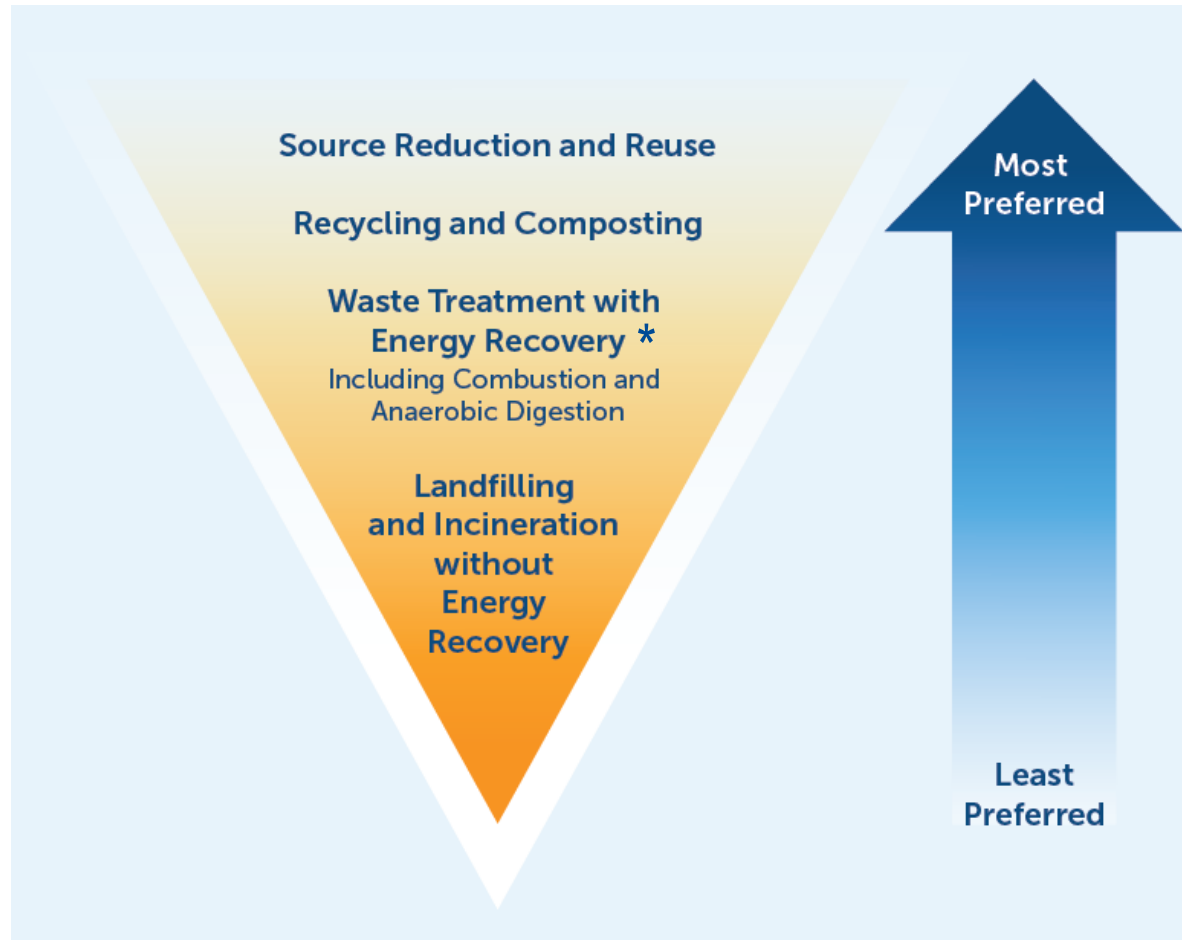 Source Reduction and Reuse
Recycling and Composting
Waste Treatment with
Energy Recovery *
Including Combustion and
Anaerobic Digestion
Landfilling
and Incineration
without
Energy
Recovery
Most
Preferred
Least
Preferred